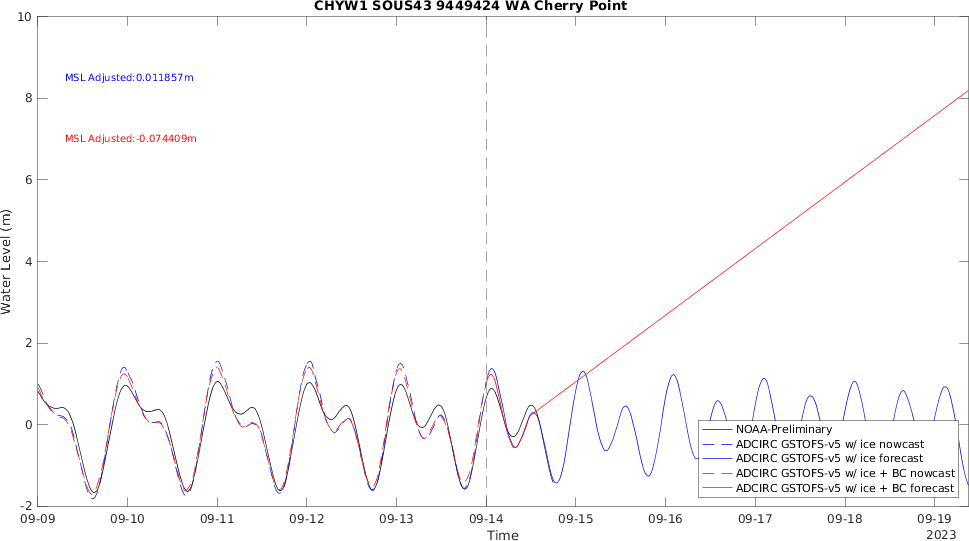 CHYW1 SOUS43 9449424 WA Cherry Point
10
8
6
4
2
0
-2
Water Level (m)
MSL Adjusted:0.011857m
MSL Adjusted:-0.074409m
NOAA-Preliminary
ADCIRC GSTOFS-v5 w/ ice nowcast
ADCIRC GSTOFS-v5 w/ ice forecast
ADCIRC GSTOFS-v5 w/ ice + BC nowcast
ADCIRC GSTOFS-v5 w/ ice + BC forecast
09-09 09-10 09-11 09-12 09-13 09-14 09-15 09-16 09-17 09-18 09-19
Time
2023